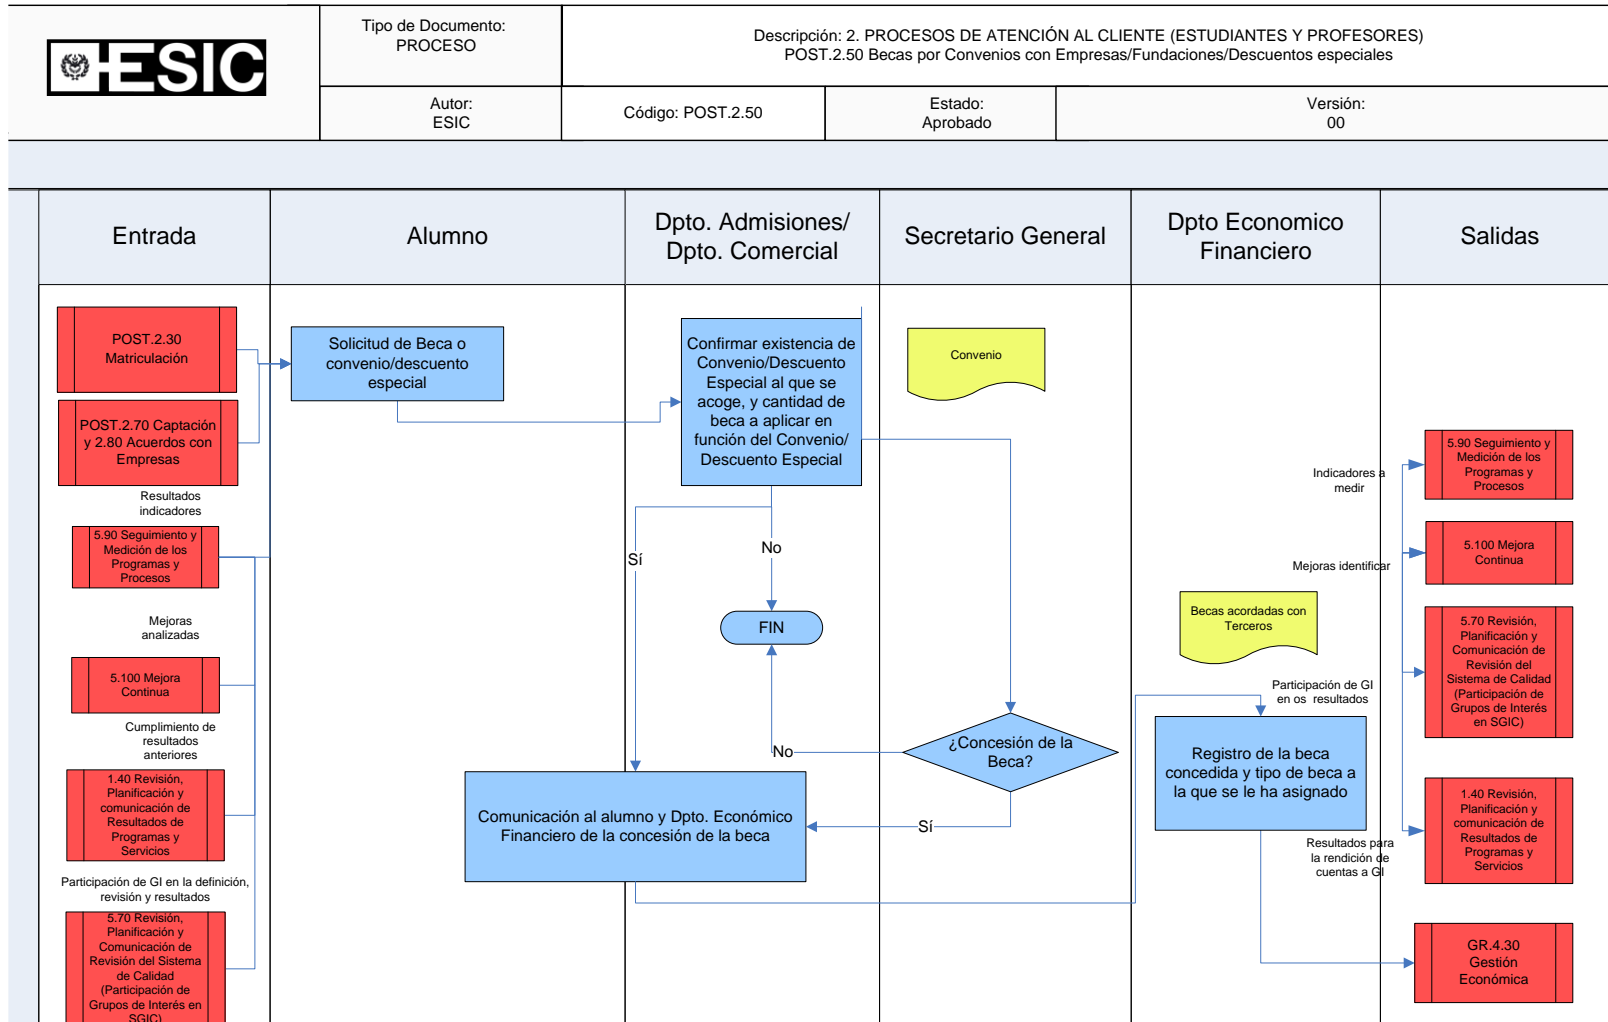 ESIC
Tipo de Documento:
PROCESO
Descripción: 2. PROCESOS DE ATENCIÓN AL CLIENTE (ESTUDIANTES Y PROFESORES)
POST.2.50 Becas por Convenios con Empresas/Fundaciones/Descuentos especiales
Autor:
ESIC
Código: POST.2.50
Estado:
Aprobado
Versión:
00
Entrada
Alumno
Dpto. Admisiones/
Dpto. Comercial
Secretario General
Dpto Economico
Financiero
Salidas
POST.2.30
Matriculación
POST.2.70 Captación
y 2.80 Acuerdos con
Empresas
Resultados
indicadores
5.90 Seguimiento y
Medición de los
Programas y
Procesos
Mejoras
analizadas
5.100 Mejora
Continua
Cumplimiento de
resultados
anteriores
1.40 Revisión,
Planificación y
comunicación de
Resultados de
Programas y
Servicios
Participación de GI en la definición,
revisión y resultados
5.70 Revisión,
Planificación y
Comunicación de
Revisión del Sistema
de Calidad
(Participación de
Grupos de Interés en
SGIC)
Solicitud de Beca o
convenio/descuento
especial
Confirmar existencia de
Convenio/Descuento
Especial al que se
acoge, y cantidad de
beca a aplicar en
función del Convenio/
Descuento Especial
Sí
No
FIN
No
Comunicación al alumno y Dpto. Económico
Financiero de la concesión de la beca
Convenio
¿Concesión de la
Beca?
Sí
Becas acordadas con
Terceros
Participación de GI
en os resultados
Registro de la beca
concedida y tipo de beca a
la que se le ha asignado
Resultados para
la rendición de
cuentas a GI
Indicadores a
medir
Mejoras identificar
5.90 Seguimiento y
Medición de los
Programas y
Procesos
5.100 Mejora
Continua
5.70 Revisión,
Planificación y
Comunicación de
Revisión del
Sistema de Calidad
(Participación de
Grupos de Interés
en SGIC)
1.40 Revisión,
Planificación y
comunicación de
Resultados de
Programas y
Servicios
GR.4.30
Gestión
Económica